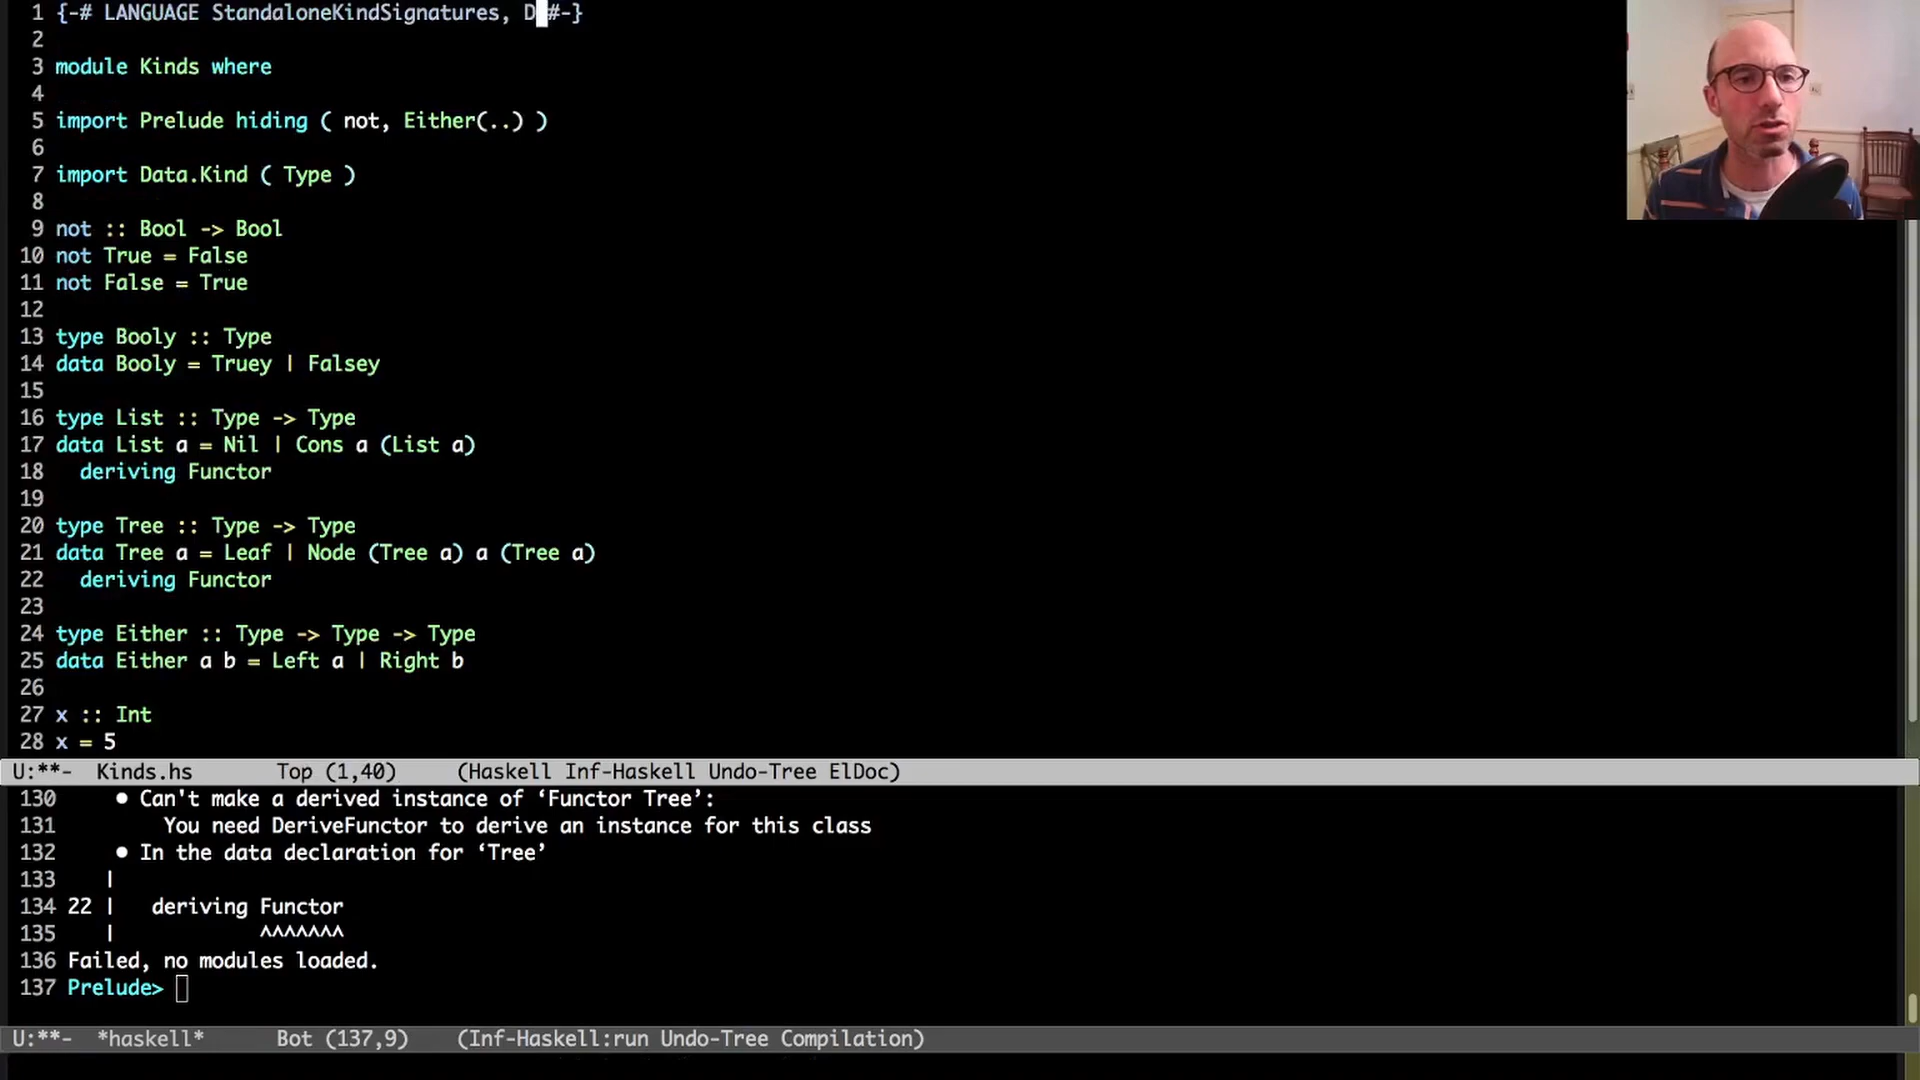 1 {-# LANGUAGE StandaloneKindSignatures, D #-}
2
3 module Kinds where
4
5 import Prelude hiding ( not, Either(..) )
6
7 import Data.Kind ( Type )
8
9 not :: Bool -> Bool
10 not True = False
11 not False = True
12
13 type Booly :: Type
14 data Booly = Truey | Falsey
15
16 type List :: Type -> Type
17 data List a = Nil | Cons a (List a)
18   deriving Functor
19
20 type Tree :: Type -> Type
21 data Tree a = Leaf | Node (Tree a) a (Tree a)
22   deriving Functor
23
24 type Either :: Type -> Type -> Type
25 data Either a b = Left a | Right b
26
27 x :: Int
28 x = 5
U:**-  Kinds.hs       Top (1,40)     (Haskell Inf-Haskell Undo-Tree ElDoc)
130     • Can't make a derived instance of ‘Functor Tree’:
131         You need DeriveFunctor to derive an instance for this class
132     • In the data declaration for ‘Tree’
133    |
134 22 |   deriving Functor
135    |            ^^^^^^^
136 Failed, no modules loaded.
137 Prelude>
U:**-  *haskell*      Bot (137,9)    (Inf-Haskell:run Undo-Tree Compilation)